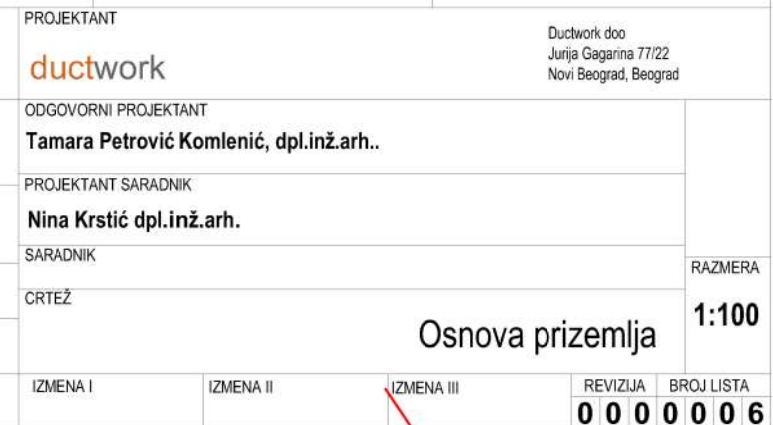 PROJEKTANT
ductwork
Ductwork doo
Jurija Gagarina 77/22
Novi Beograd, Beograd
ODGOVORNI PROJEKTANT
Tamara Petrović Komlenić, dpl.inž.arh..
PROJEKTANT SARADNIK
Nina Krstić dpl.inž.arh.
SARADNIK
CRTEŽ
Osnova prizemlja
RAZMERA
1:100
IZMENA I
IZMENA II
IZMENA III
REVIZIJA
BROJ LISTA
0 0 0 0 0 0 6